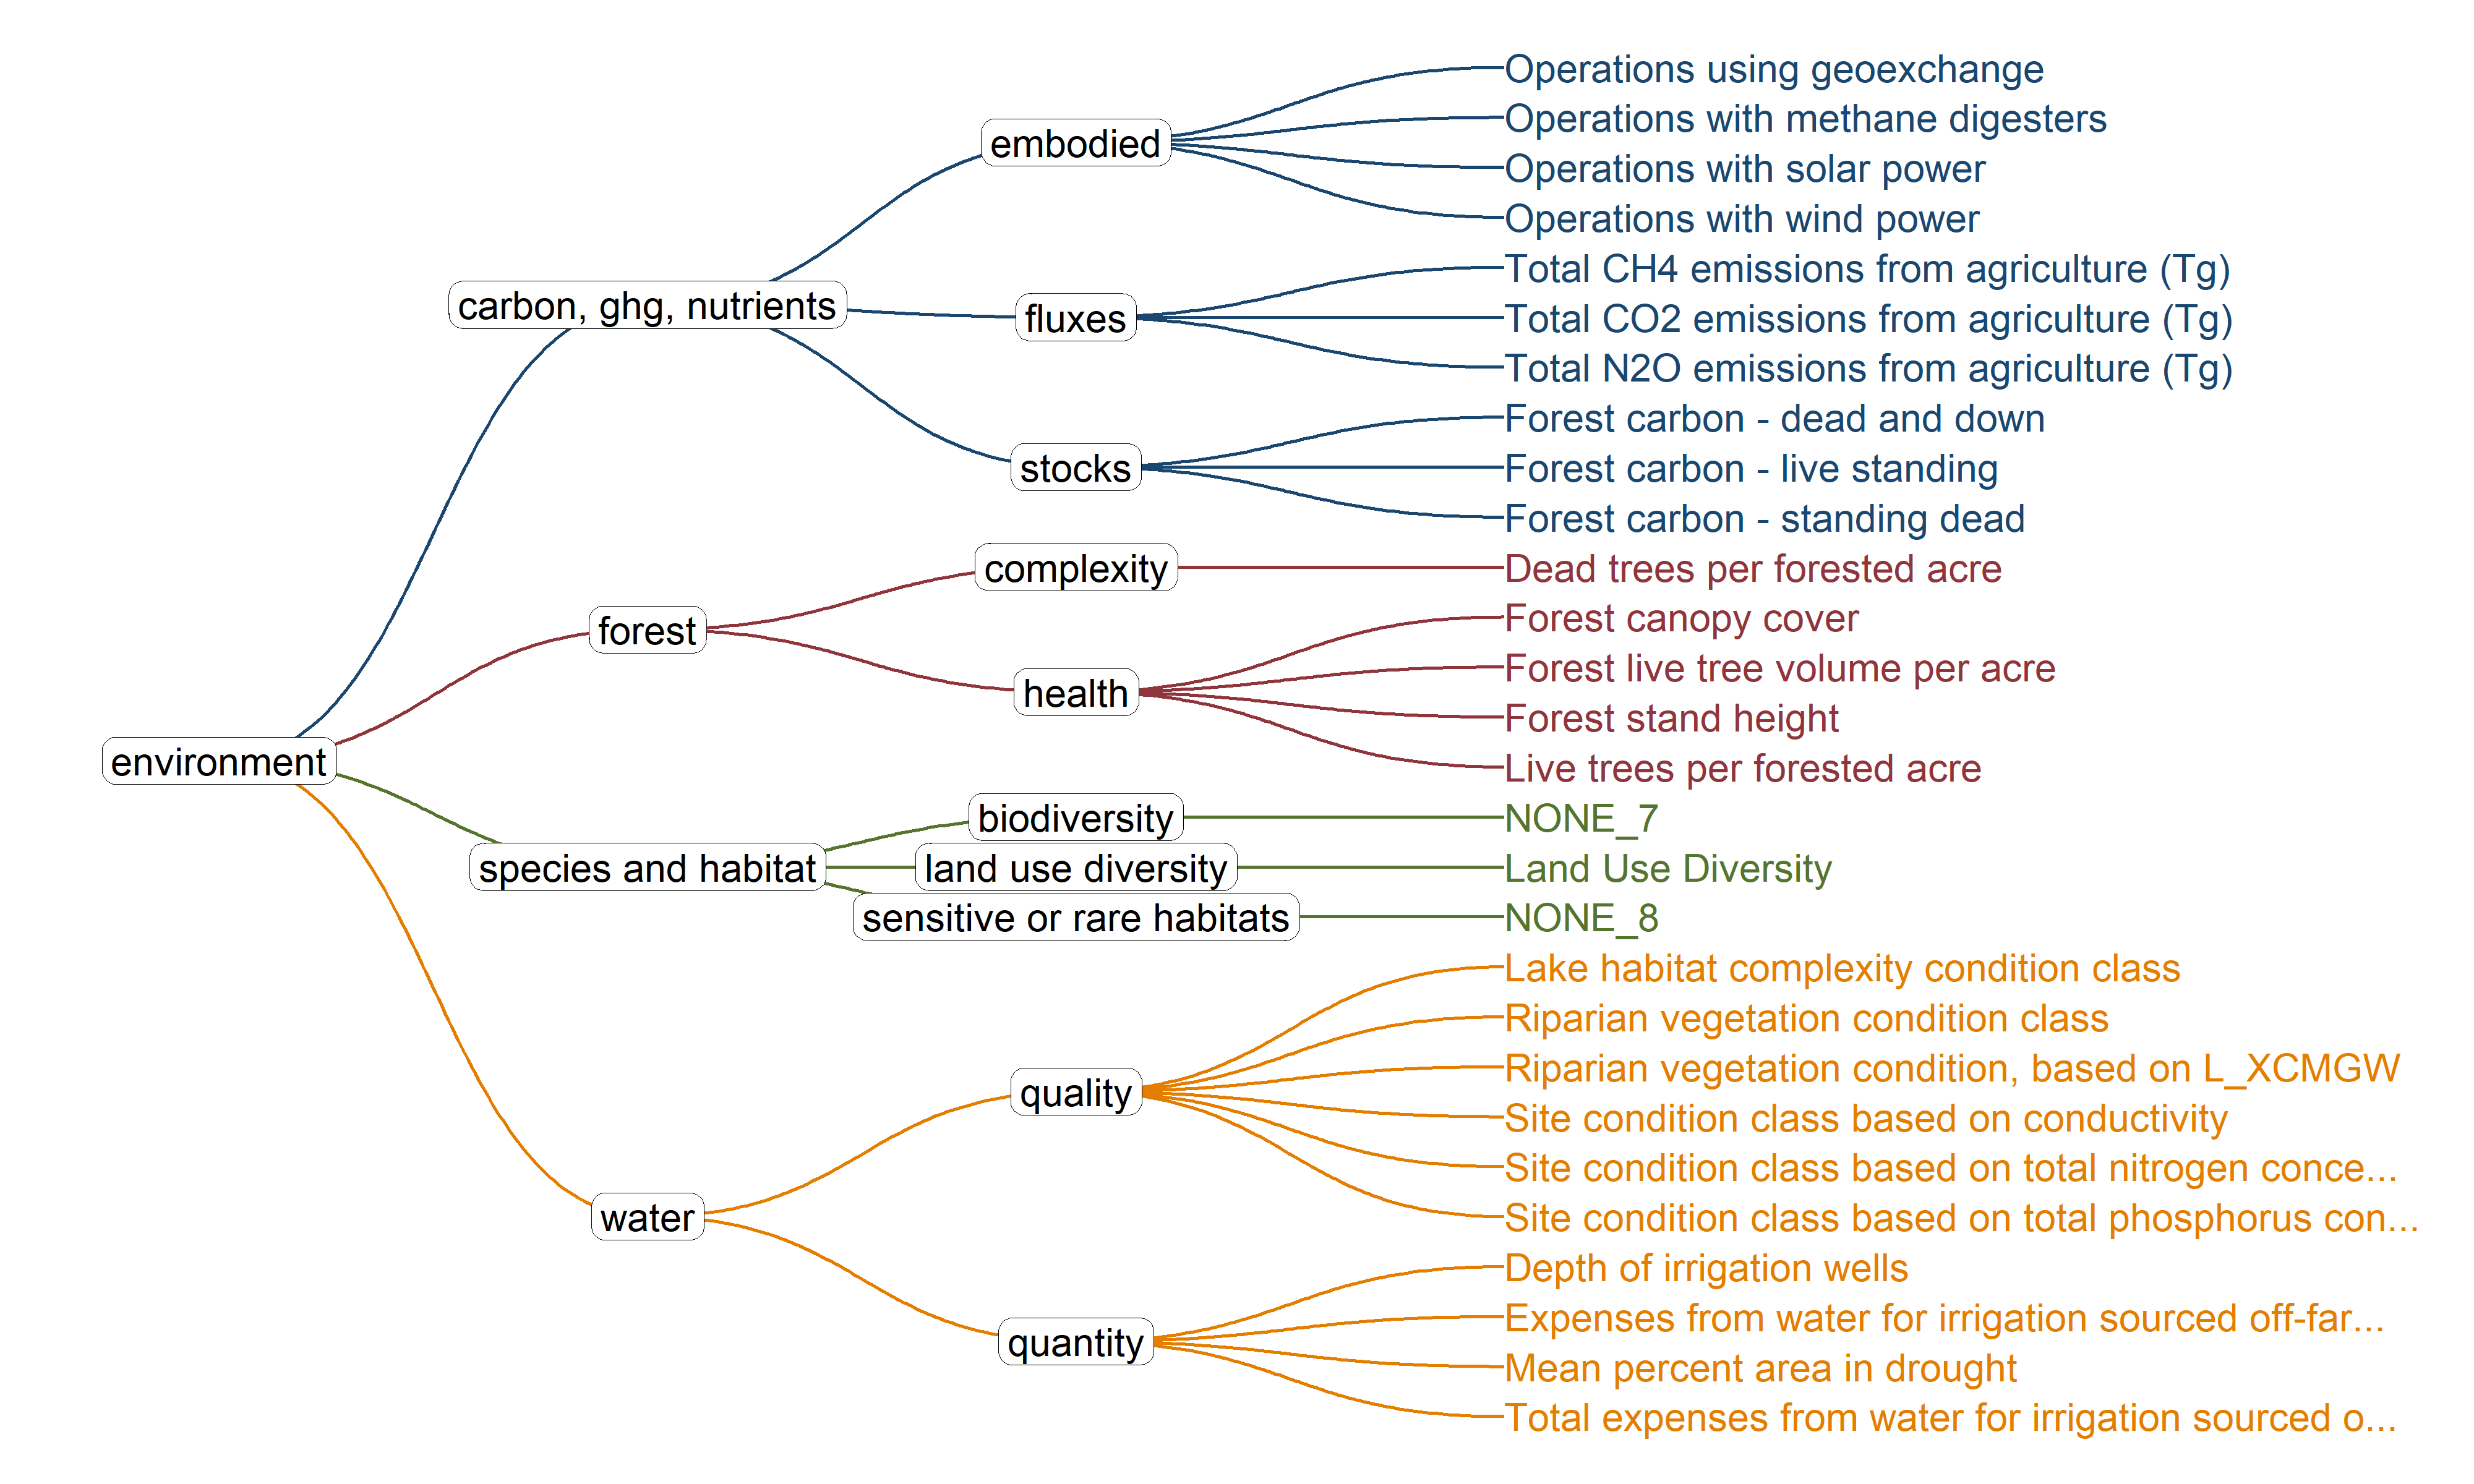 environment
carbon, ghg, nutrients
embodied
Operations using geoexchange
Operations with methane digesters
Operations with solar power
Operations with wind power
fluxes
Total CH4 emissions from agriculture (Tg)
Total CO2 emissions from agriculture (Tg)
Total N2O emissions from agriculture (Tg)
stocks
Forest carbon - dead and down
Forest carbon - live standing
Forest carbon - standing dead
forest
complexity
Dead trees per forested acre
health
Forest canopy cover
Forest live tree volume per acre
Forest stand height
Live trees per forested acre
species and habitat
biodiversity
NONE_7
land use diversity
Land Use Diversity
sensitive or rare habitats
NONE_8
water
quality
Lake habitat complexity condition class
Riparian vegetation condition class
Riparian vegetation condition, based on L_XCMGW
Site condition class based on conductivity
Site condition class based on total nitrogen conce...
Site condition class based on total phosphorus con...
quantity
Depth of irrigation wells
Expenses from water for irrigation sourced off-far...
Mean percent area in drought
Total expenses from water for irrigation sourced o...